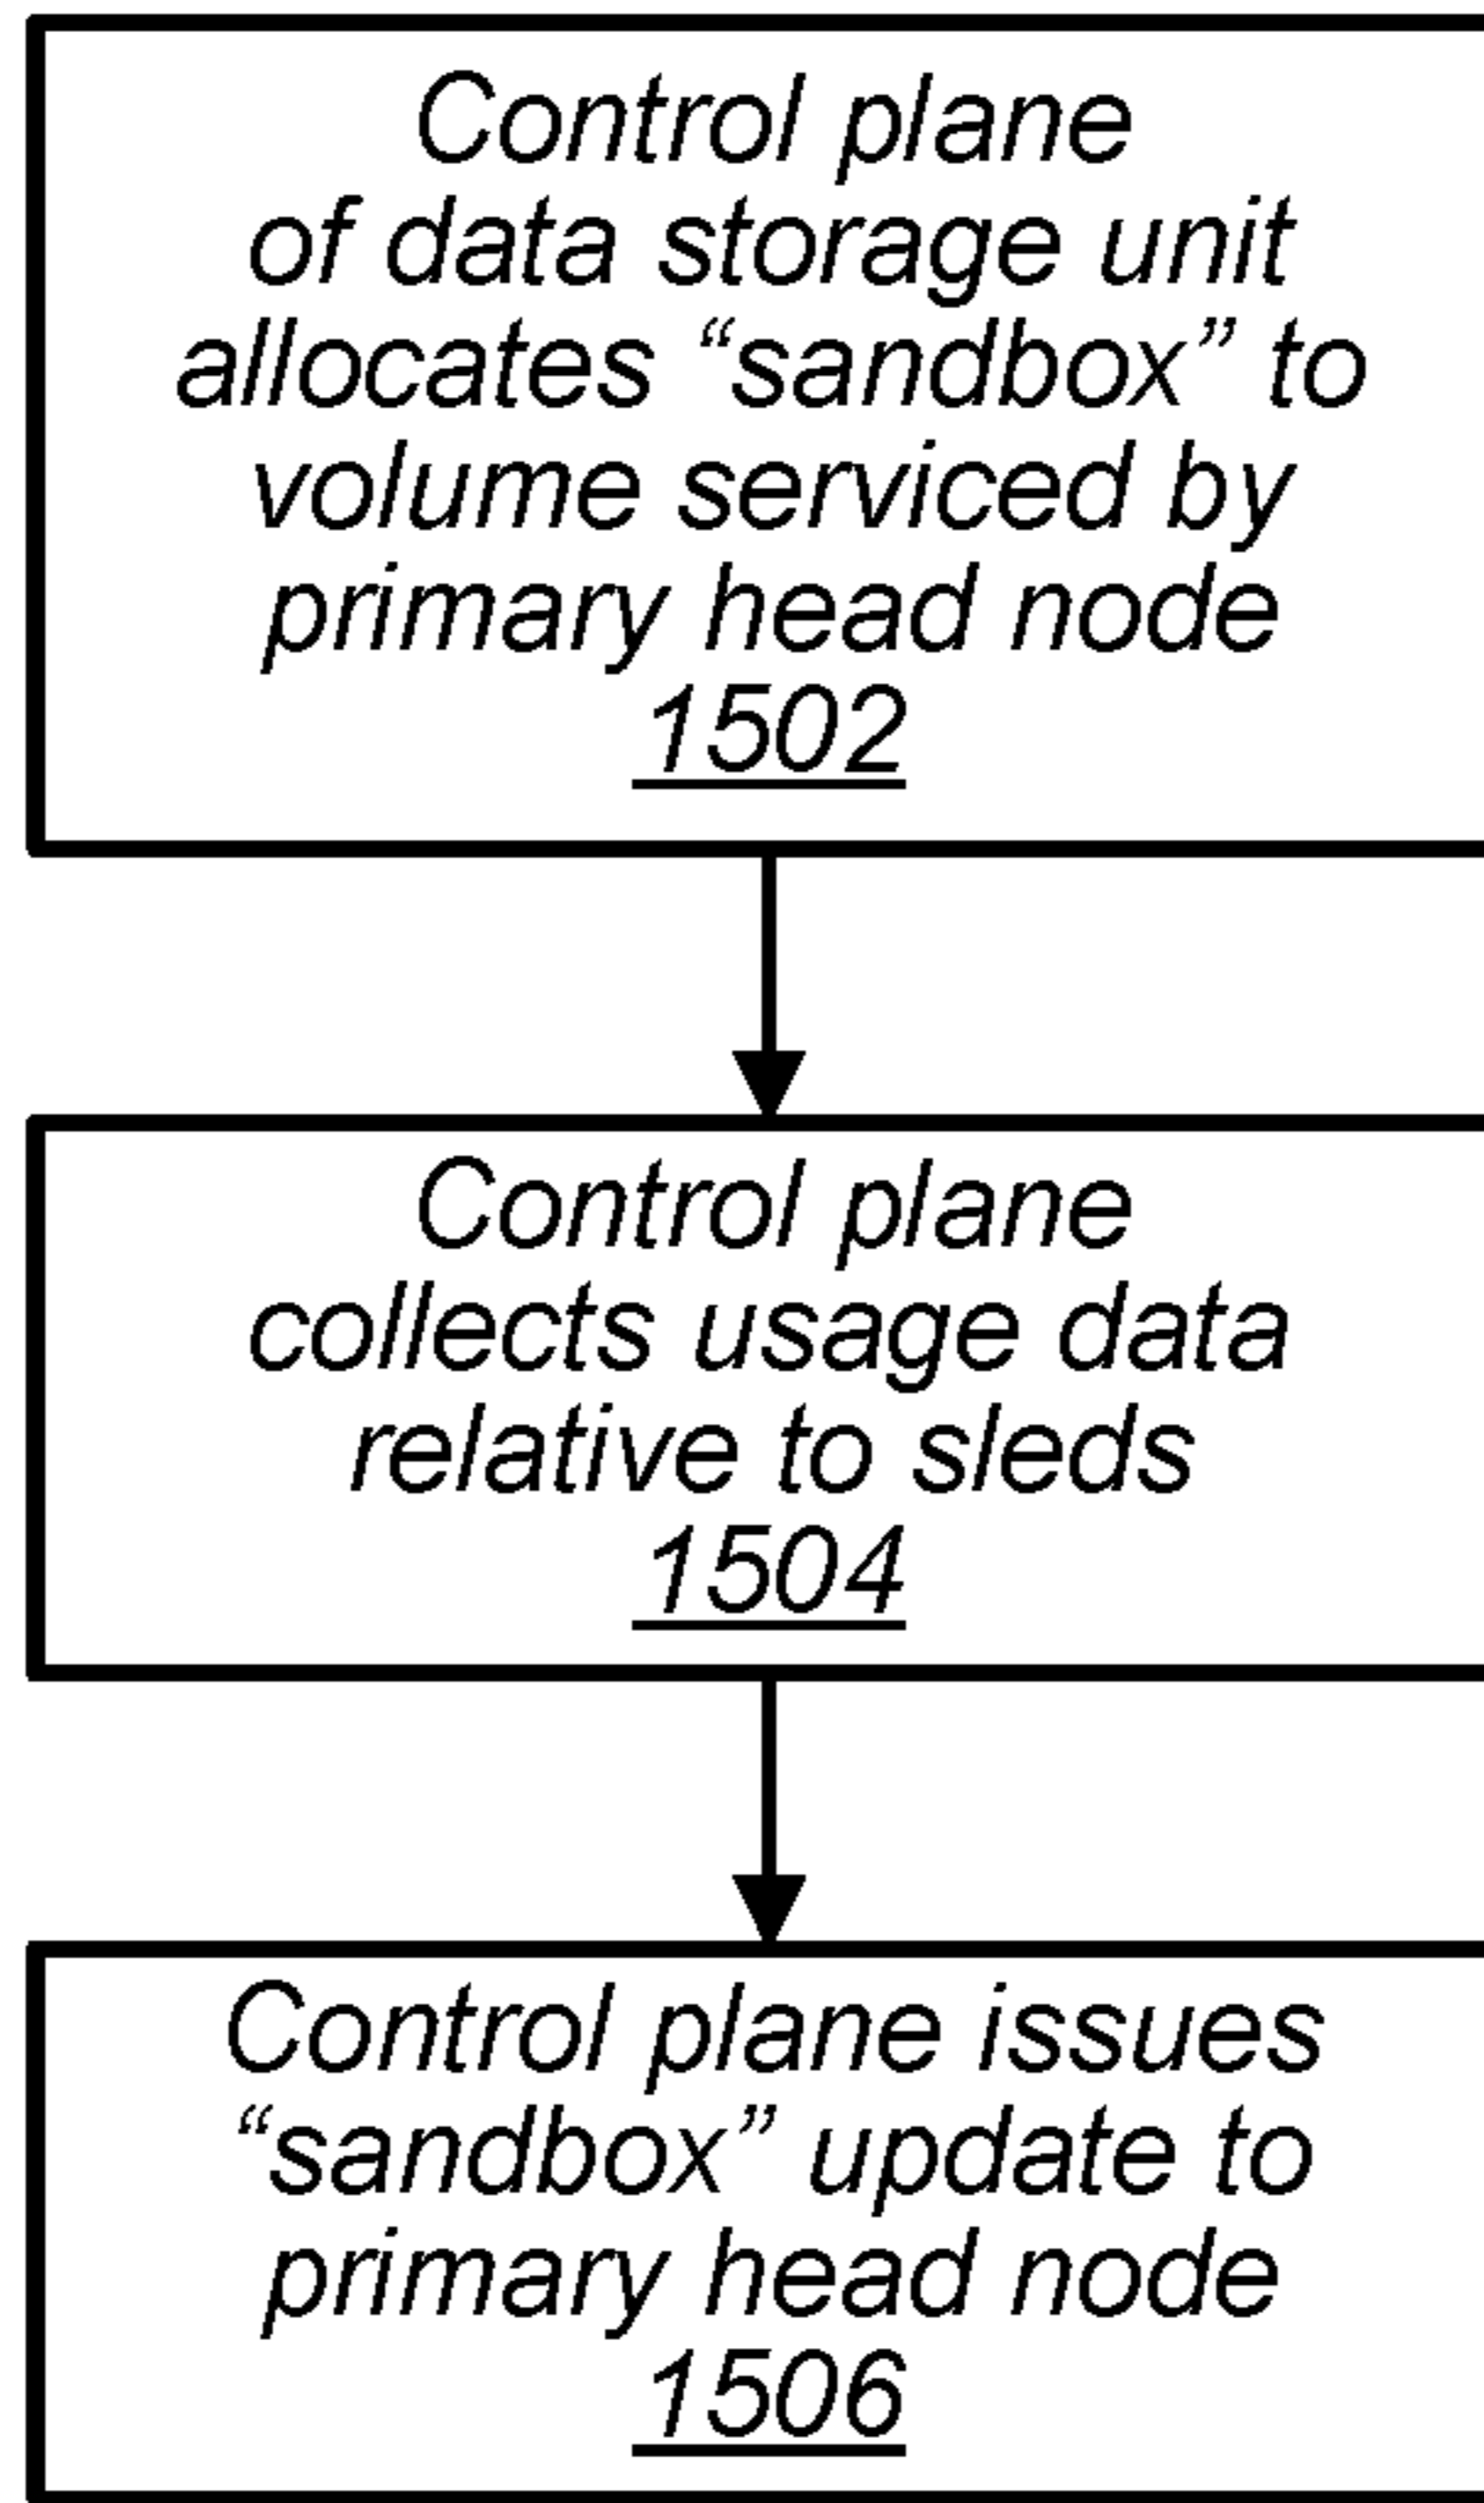 Control plane
of data storage unit
allocates “sandbox” to
volume serviced by
primary head node
1502
Control plane
collects usage data
relative to sleds
1504
Control plane issues
“sandbox” update to
primary head node
1506